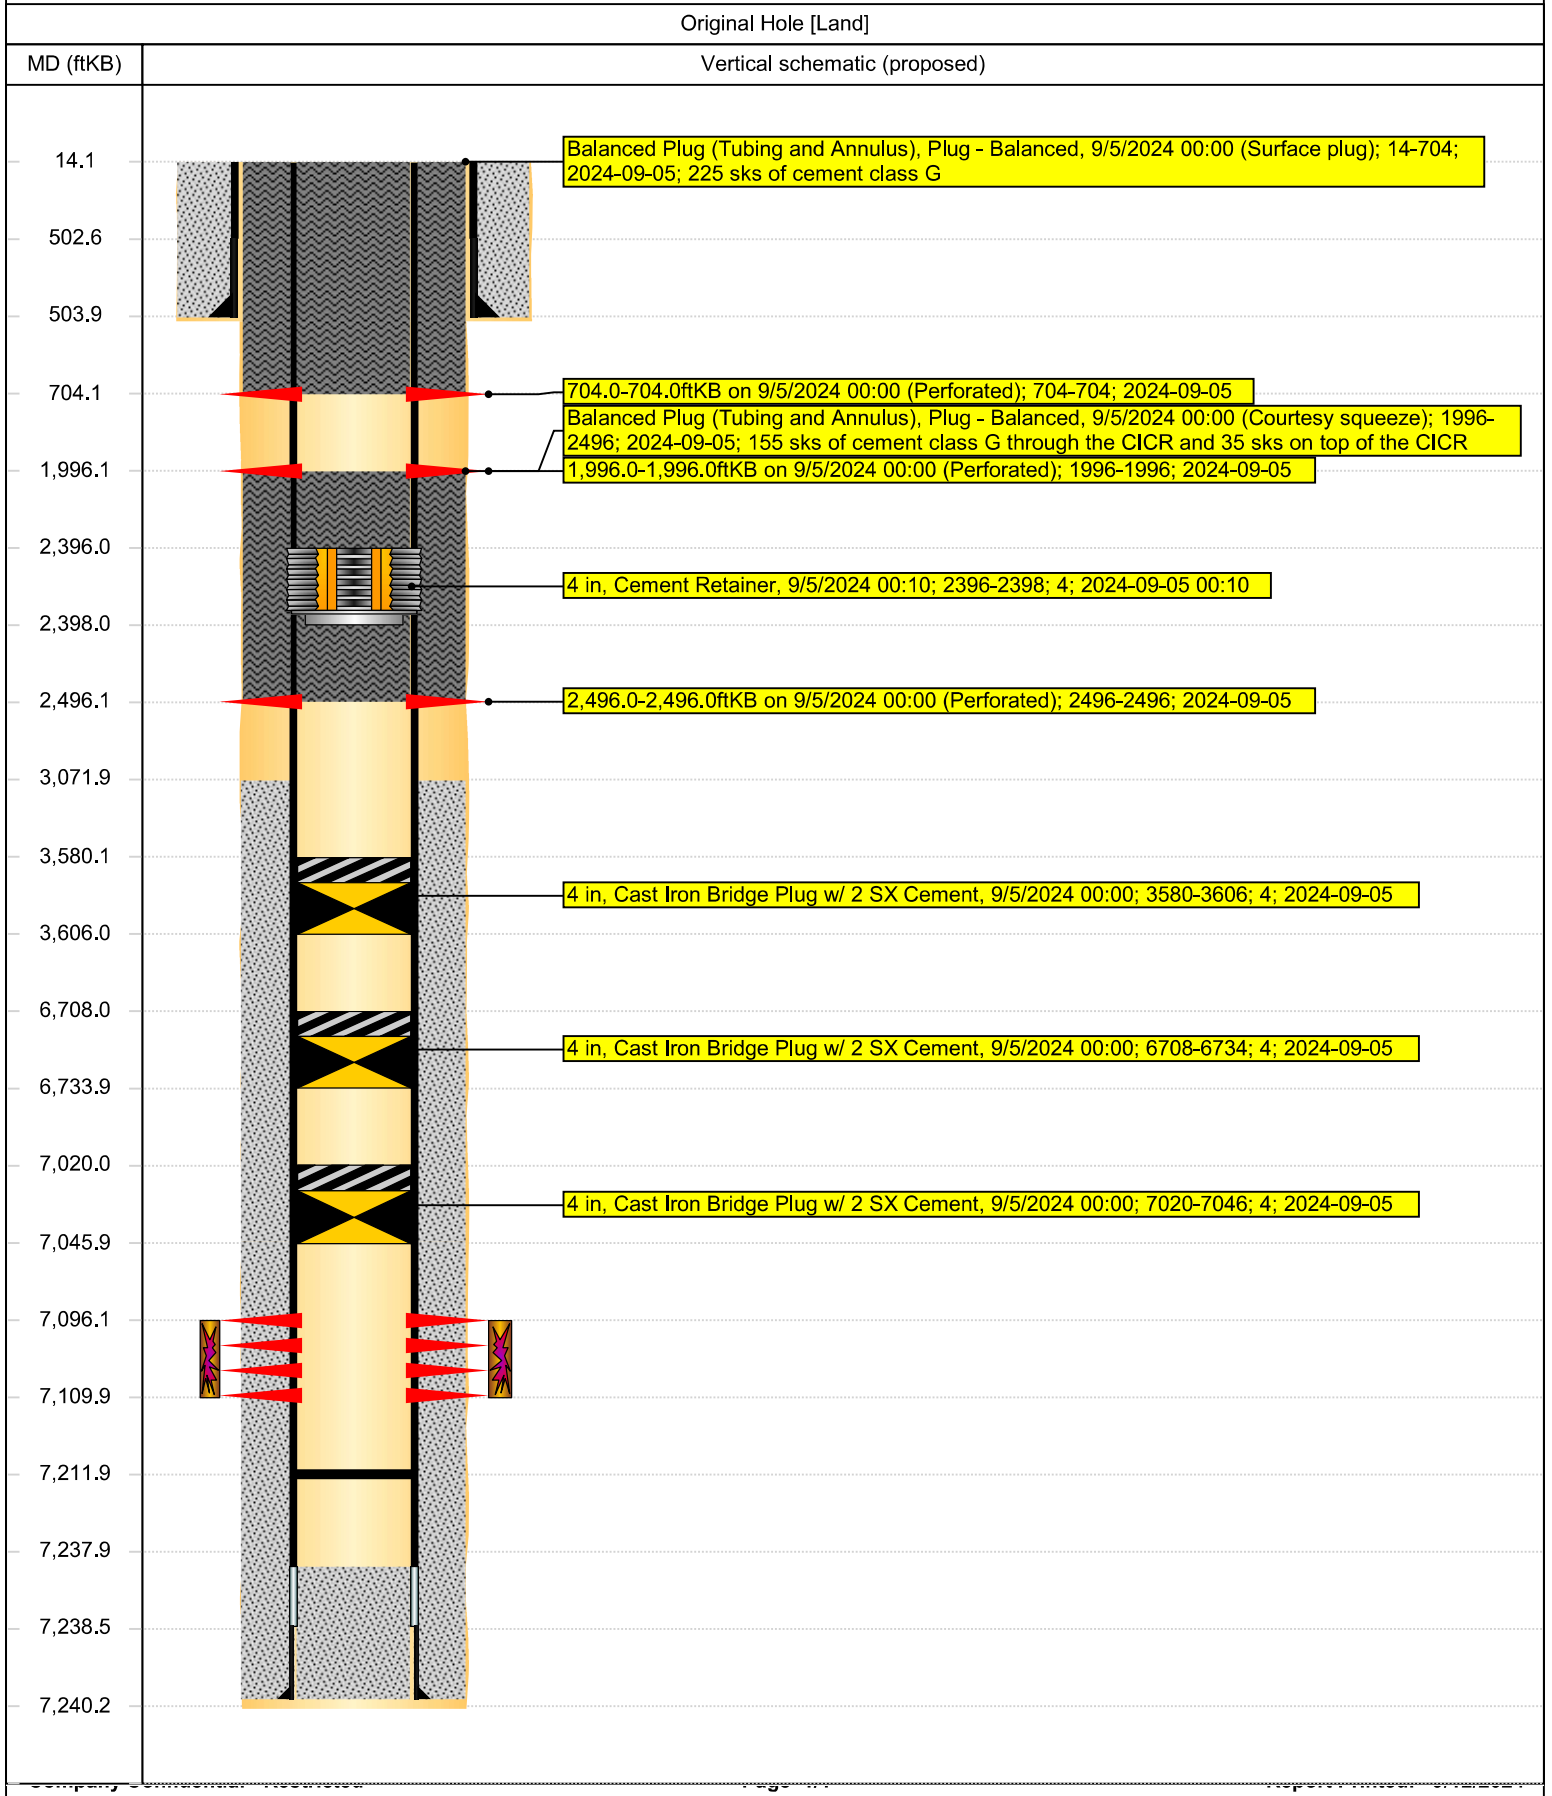 Original Hole [Land]
MD (ftKB)
Vertical schematic (proposed)
14.1
Balanced Plug (Tubing and Annulus), Plug - Balanced, 9/5/2024 00:00 (Surface plug); 14-704;
2024-09-05; 225 sks of cement class G
502.6
503.9
704.1
704.0-704.0ftKB on 9/5/2024 00:00 (Perforated); 704-704; 2024-09-05
Balanced Plug (Tubing and Annulus), Plug - Balanced, 9/5/2024 00:00 (Courtesy squeeze); 1996-
2496; 2024-09-05; 155 sks of cement class G through the CICR and 35 sks on top of the CICR
1,996.1
1,996.0-1,996.0ftKB on 9/5/2024 00:00 (Perforated); 1996-1996; 2024-09-05
2,396.0
4 in, Cement Retainer, 9/5/2024 00:10; 2396-2398; 4; 2024-09-05 00:10
2,398.0
2,496.1
2,496.0-2,496.0ftKB on 9/5/2024 00:00 (Perforated); 2496-2496; 2024-09-05
3,071.9
3,580.1
4 in, Cast Iron Bridge Plug w/ 2 SX Cement, 9/5/2024 00:00; 3580-3606; 4; 2024-09-05
3,606.0
6,708.0
4 in, Cast Iron Bridge Plug w/ 2 SX Cement, 9/5/2024 00:00; 6708-6734; 4; 2024-09-05
6,733.9
7,020.0
4 in, Cast Iron Bridge Plug w/ 2 SX Cement, 9/5/2024 00:00; 7020-7046; 4; 2024-09-05
7,045.9
7,096.1
7,109.9
7,211.9
7,237.9
7,238.5
7,240.2